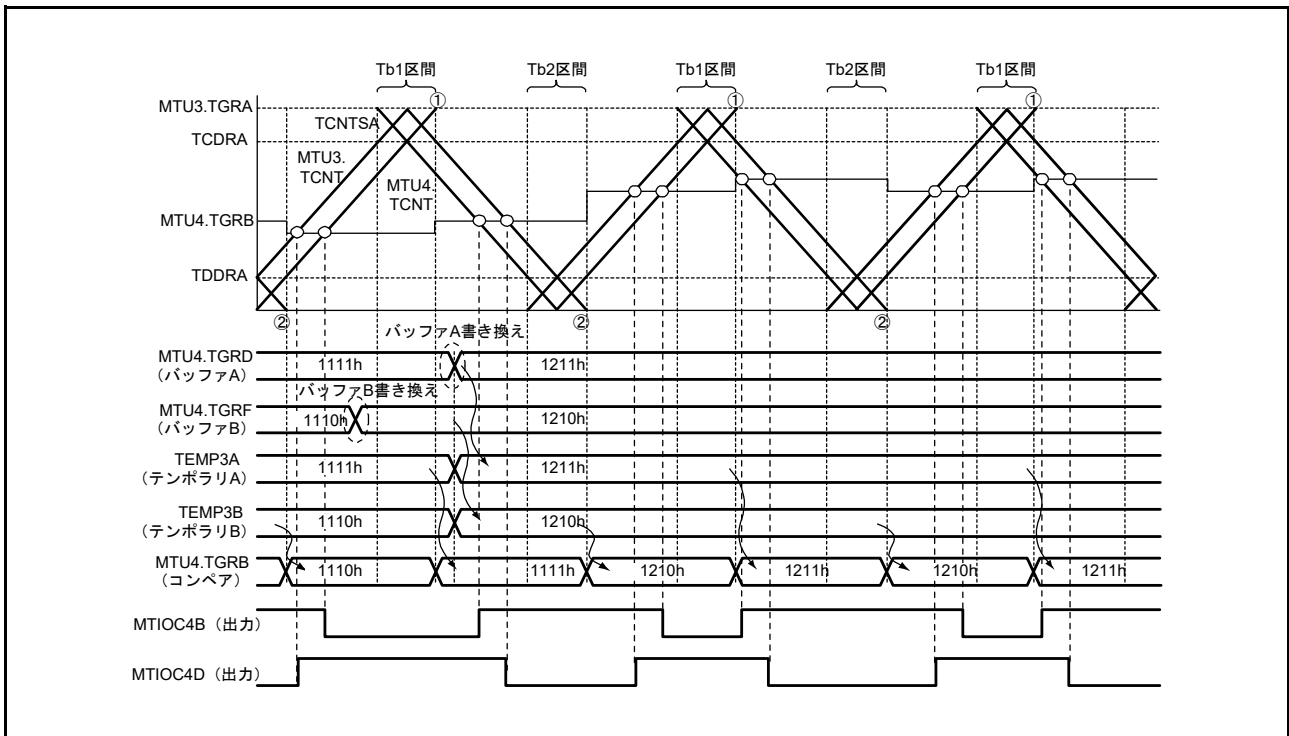 Tb1区間 Tb2区間 Tb1区間 Tb2区間 Tb1区間
MTU3.TGRA ① ① ①
TCNTSA
TCDRA
MTU3.
TCNT
MTU4.
TCNT
MTU4.TGRB
TDDRA
② ② ②
バッファA書き換え
MTU4.TGRD
(バッファA)
1111h 1211h
バッファB書き換え
MTU4.TGRF
(バッファB)
1110h 1210h
TEMP3A
(テンポラリA)
1111h 1211h
TEMP3B
(テンポラリB)
1110h 1210h
MTU4.TGRB
(コンペア)
1110h 1111h 1210h 1211h 1210h 1211h
MTIOC4B(出力)
MTIOC4D(出力)